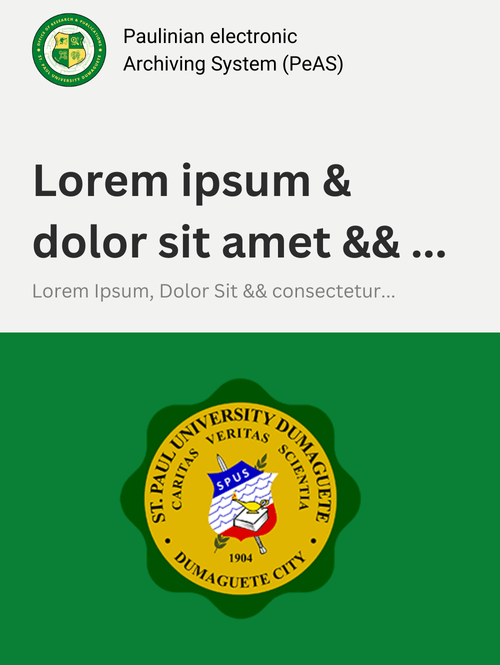 OFFICE OF RESEARCH & PUBLICATIONS
ST. PAUL UNIVERSITY DUMAGUETE
Paulinian electronic
Archiving System (PeAS)
Lorem ipsum &
dolor sit amet && ...
Lorem Ipsum, Dolor Sit && consectetur...
ST. PAUL UNIVERSITY DUMAGUETE
CARITAS VERITAS SCIENTIA
SPUS
1904
DUMAGUETE CITY